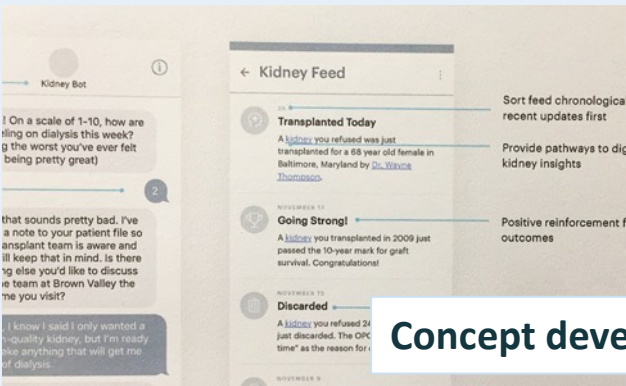 Kidney Bot
! On a scale of 1-10, how are
ling on dialysis this week?
g the worst you've ever felt
being pretty great)
2
that sounds pretty bad. I've
a note to your patient file so
ansplant team is aware and
ill keep that in mind. Is there
ng else you'd like to discuss
e team at Brown Valley the
me you visit?
I know I said I only wanted a
-quality kidney, but I'm ready
ake anything that will get me
of dialysis.
← Kidney Feed
Transplanted Today
A kidney you refused was just
transplanted for a 68 year old female in
Baltimore, Maryland by Dr. Wayne
Thompson.
NOVEMBER 17
Going Strong!
A kidney you transplanted in 2009 just
passed the 10-year mark for graft
survival. Congratulations!
NOVEMBER 15
Discarded
A kidney you refused 24
just discarded. The OPO
time" as the reason for
NOVEMBER 9
Sort feed chronological
recent updates first
Provide pathways to dig
kidney insights
Positive reinforcement f
outcomes
Concept deve